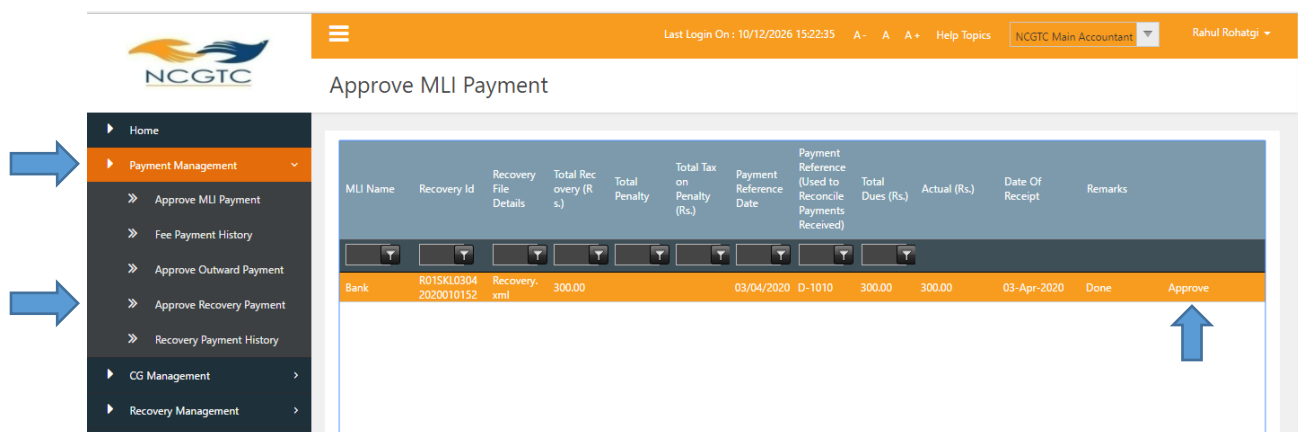 NCGTC
Last Login On : 10/12/2026 15:22:35 A- A A+ Help Topics NCGTC Main Accountant Rahul Rohatgi
Approve MLI Payment
Home
Payment Management
Approve MLI Payment
Fee Payment History
Approve Outward Payment
Approve Recovery Payment
Recovery Payment History
CG Management
Recovery Management
MLI Name
Recovery Id
Recovery
File
Details
Total Rec
overy (R
s.)
Total
Penalty
Total Tax
on
Penalty
(Rs.)
Payment
Reference
Date
Payment
Reference
(Used to
Reconcile
Payments
Received)
Total
Dues (Rs.)
Actual (Rs.)
Date Of
Receipt
Remarks
Bank
R01SKL0304
2020010152
Recovery.
xml
300.00
03/04/2020
D-1010
300.00
300.00
03-Apr-2020
Done
Approve